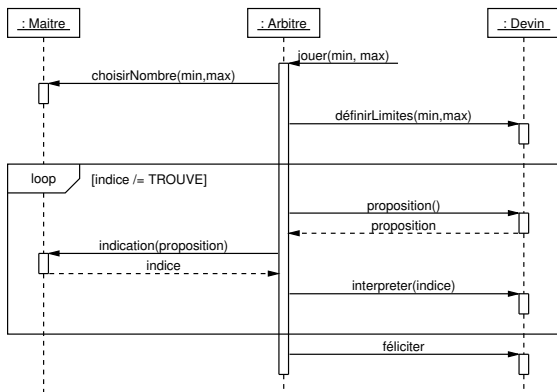 : Maitre
: Arbitre
: Devin
jouer(min, max)
choisirNombre(min,max)
définirLimites(min,max)
loop
[indice /= TROUVE]
proposition()
proposition
indication(proposition)
indice
interpreter(indice)
féliciter